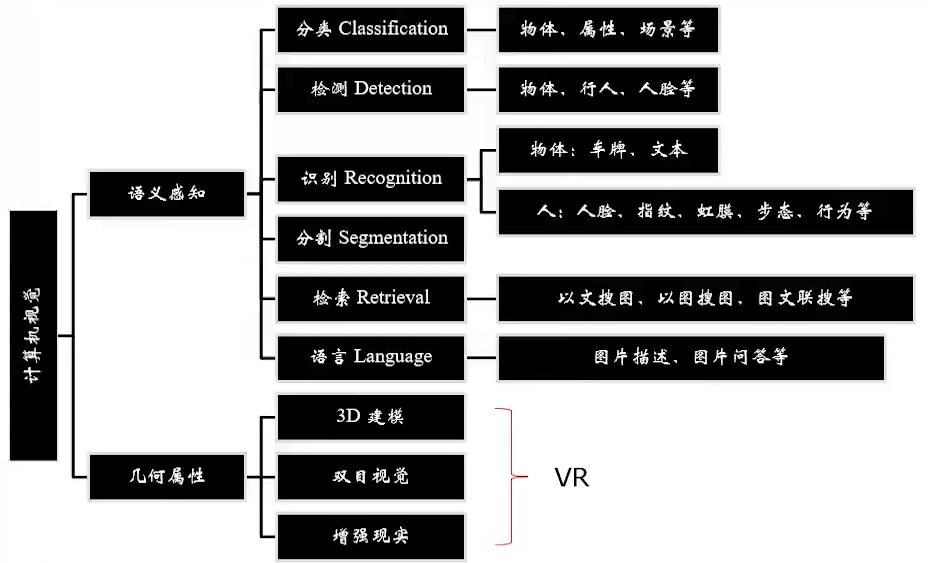 计算机视觉
语义感知
分类 Classification
物体、属性、场景等
检测 Detection
物体、行人、人脸等
识别 Recognition
物体：车牌、文本
人：人脸、指纹、虹膜、步态、行为等
分割 Segmentation
检索 Retrieval
以文搜图、以图搜图、图文联搜等
语言 Language
图片描述、图片问答等
几何属性
3D 建模
双目视觉
增强现实
VR